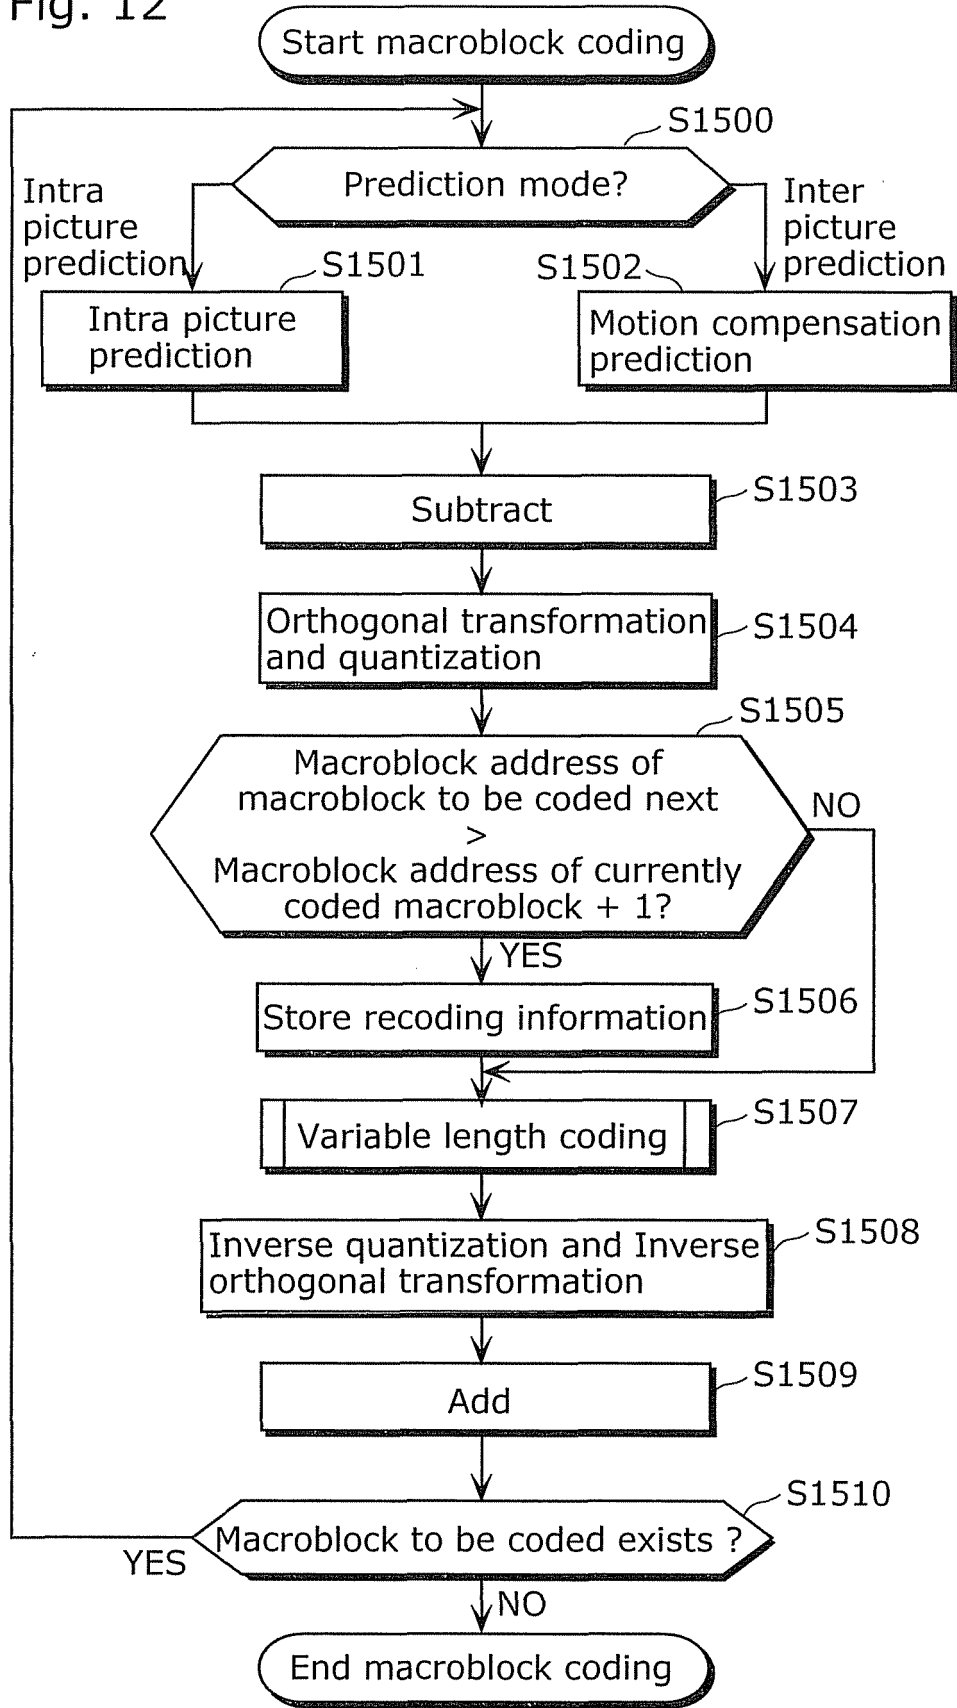 Fig. 12
Start macroblock coding
S1500
Prediction mode?
Intra
picture
prediction
Inter
picture
prediction
S1501
S1502
Intra picture
prediction
Motion compensation
prediction
S1503
Subtract
Orthogonal transformation
and quantization
S1504
S1505
Macroblock address of
macroblock to be coded next
>
Macroblock address of currently
coded macroblock + 1?
NO
YES
Store recoding information
S1506
Variable length coding
S1507
Inverse quantization and Inverse
orthogonal transformation
S1508
Add
S1509
S1510
Macroblock to be coded exists ?
YES
NO
End macroblock coding